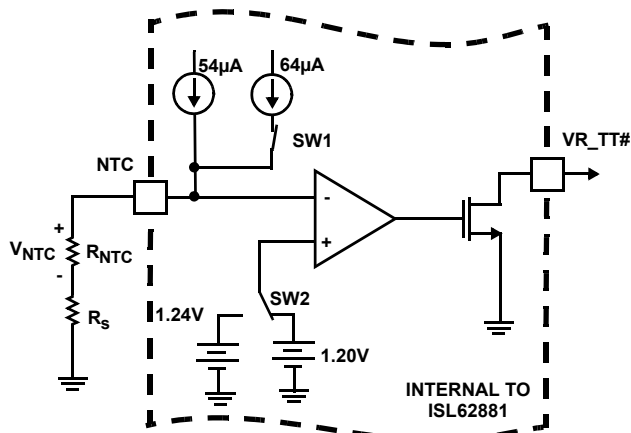 54µA
64µA
SW1
NTC
VR_TT#
-
+
+
VNTC
RNTC
-
Rs
SW2
1.24V
1.20V
INTERNAL TO
ISL62881